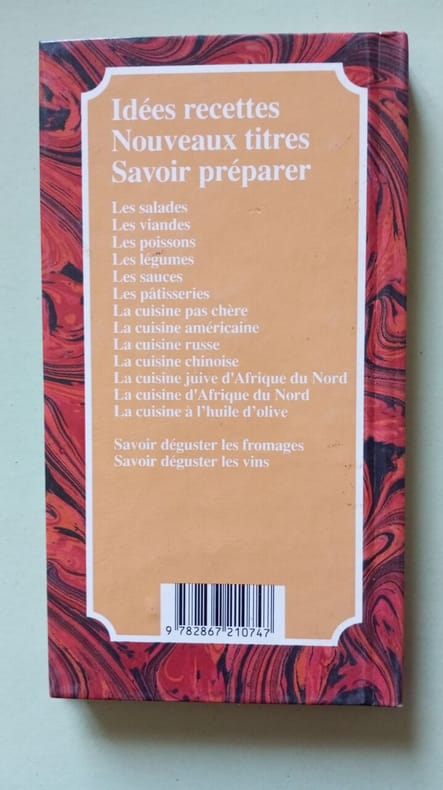 Idées recettes
Nouveaux titres
Savoir préparer
Les salades
Les viandes
Les poissons
Les légumes
Les sauces
Les pâtisseries
La cuisine pas chère
La cuisine américaine
La cuisine russe
La cuisine chinoise
La cuisine juive d'Afrique du Nord
La cuisine d'Afrique du Nord
La cuisine à l'huile d'olive
Savoir déguster les fromages
Savoir déguster les vins
9 782867 210747